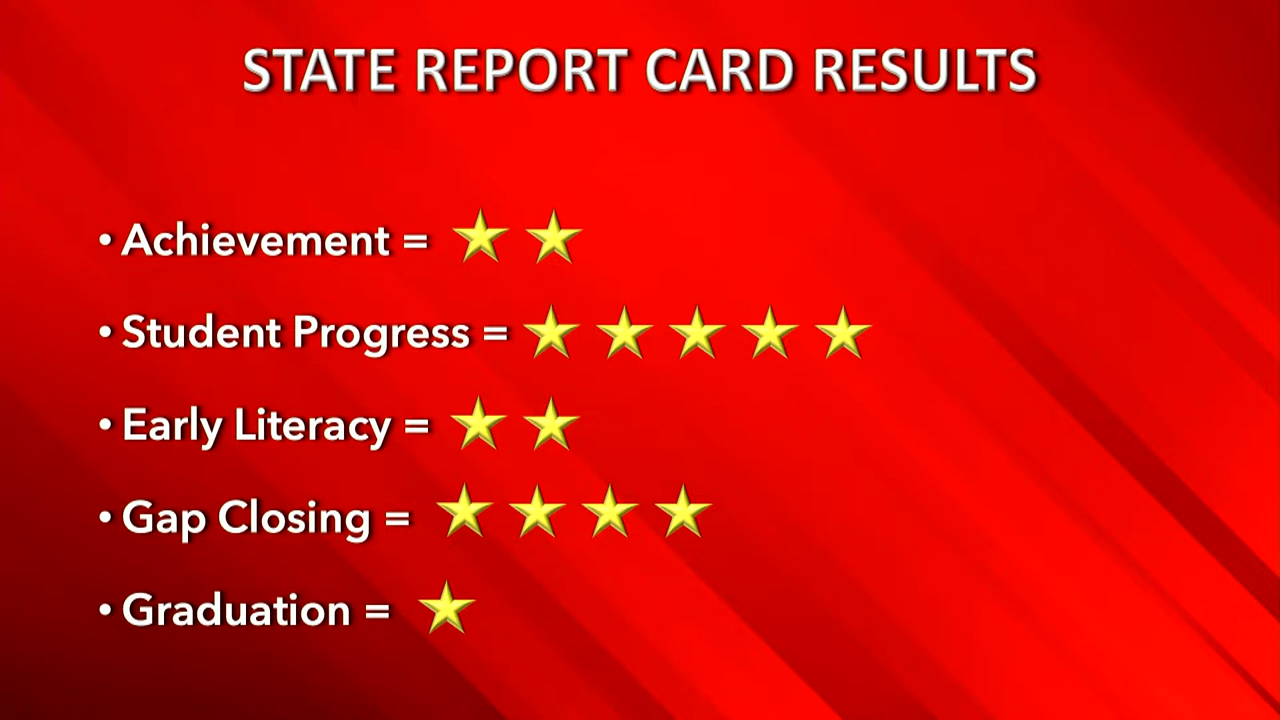 STATE REPORT CARD RESULTS
• Achievement =
• Student Progress =
• Early Literacy =
• Gap Closing =
• Graduation =